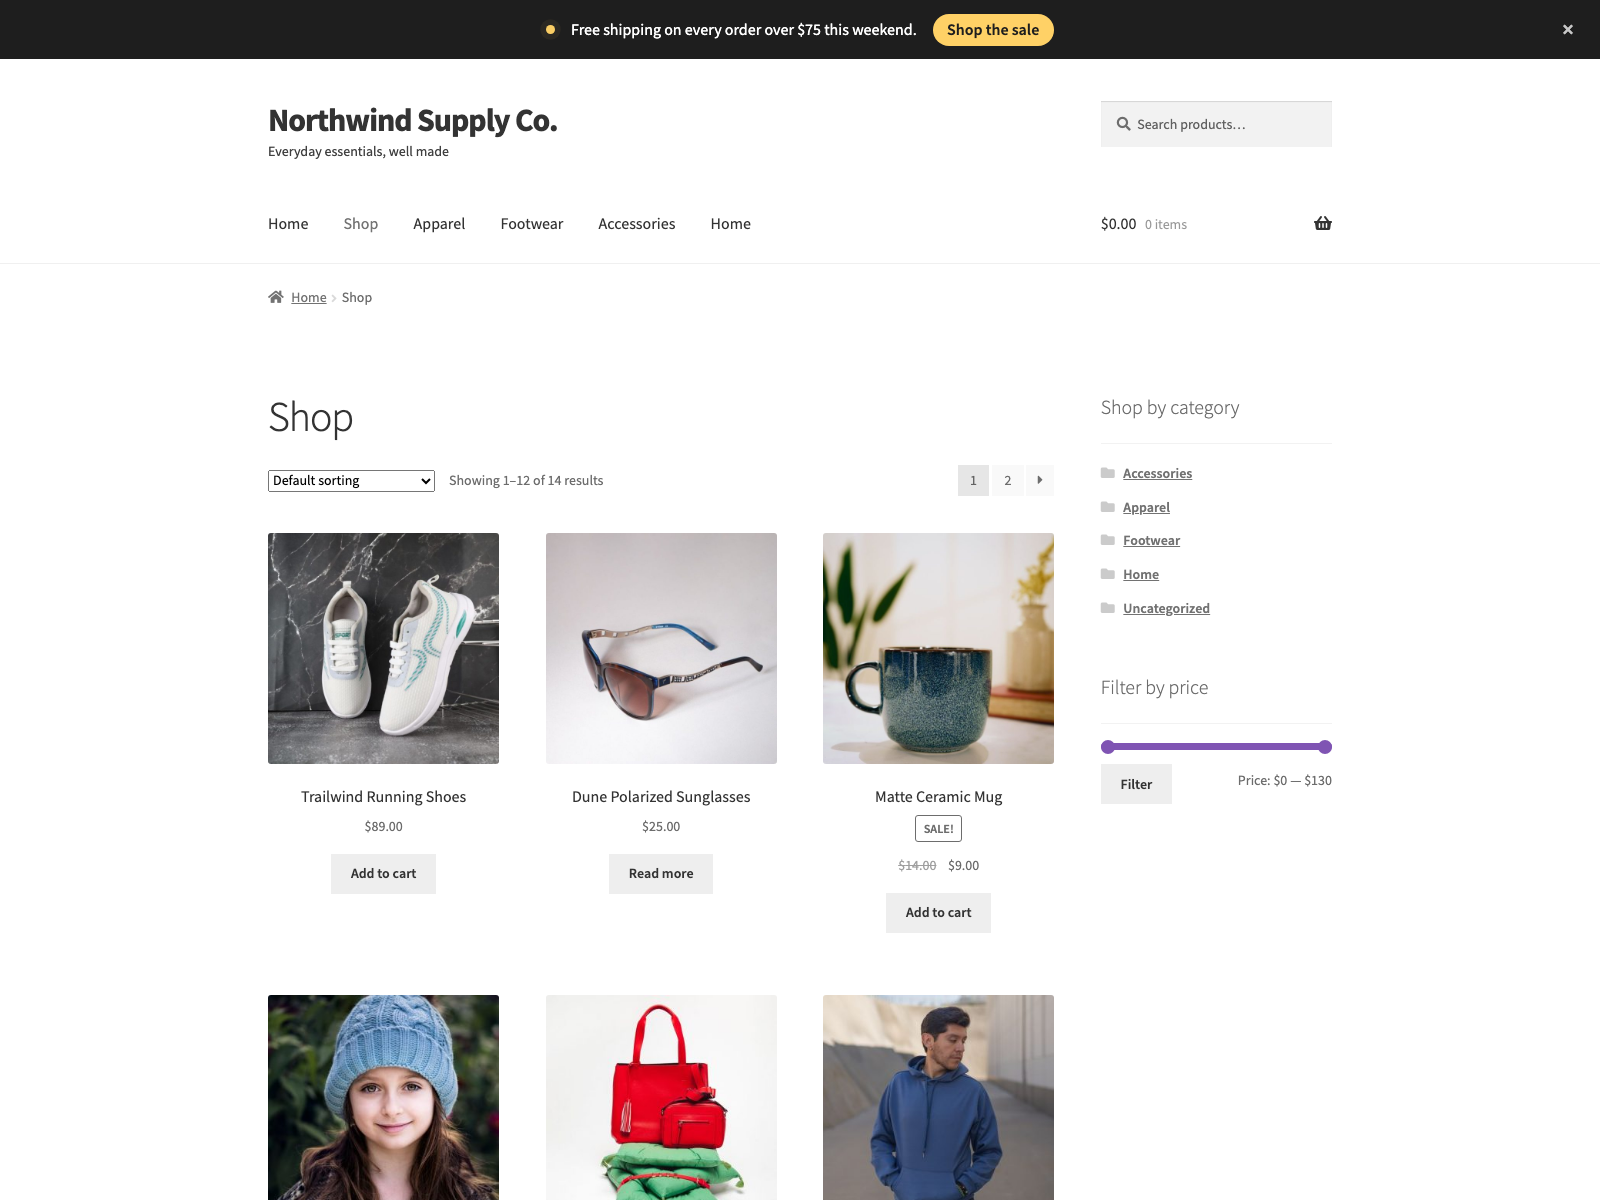 Free shipping on every order over $75 this weekend. Shop the sale ×
Northwind Supply Co.
Everyday essentials, well made
Search products…
Home Shop Apparel Footwear Accessories Home
$0.00 0 items
Home Shop
Shop
Default sorting
Showing 1–12 of 14 results
1 2
Trailwind Running Shoes
$89.00
Add to cart
Dune Polarized Sunglasses
$25.00
Read more
Matte Ceramic Mug
SALE!
$14.00 $9.00
Add to cart
Shop by category
Accessories
Apparel
Footwear
Home
Uncategorized
Filter by price
Filter
Price: $0 — $130